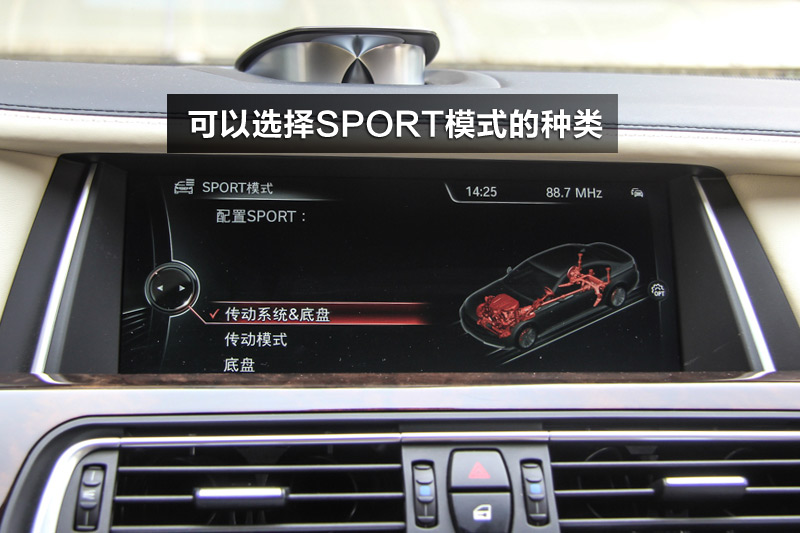 可以选择SPORT模式的种类
SPORT模式
14:25
88.7 MHz
配置SPORT：
OPT
传动系统&底盘
传动模式
底盘